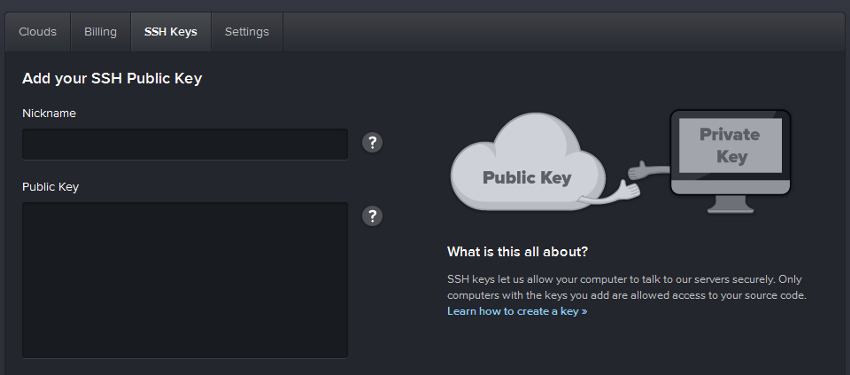 Clouds Billing SSH Keys Settings
Add your SSH Public Key
Nickname
?
Public Key
?
Public Key
Private
Key
What is this all about?
SSH keys let us allow your computer to talk to our servers securely. Only
computers with the keys you add are allowed access to your source code.
Learn how to create a key »